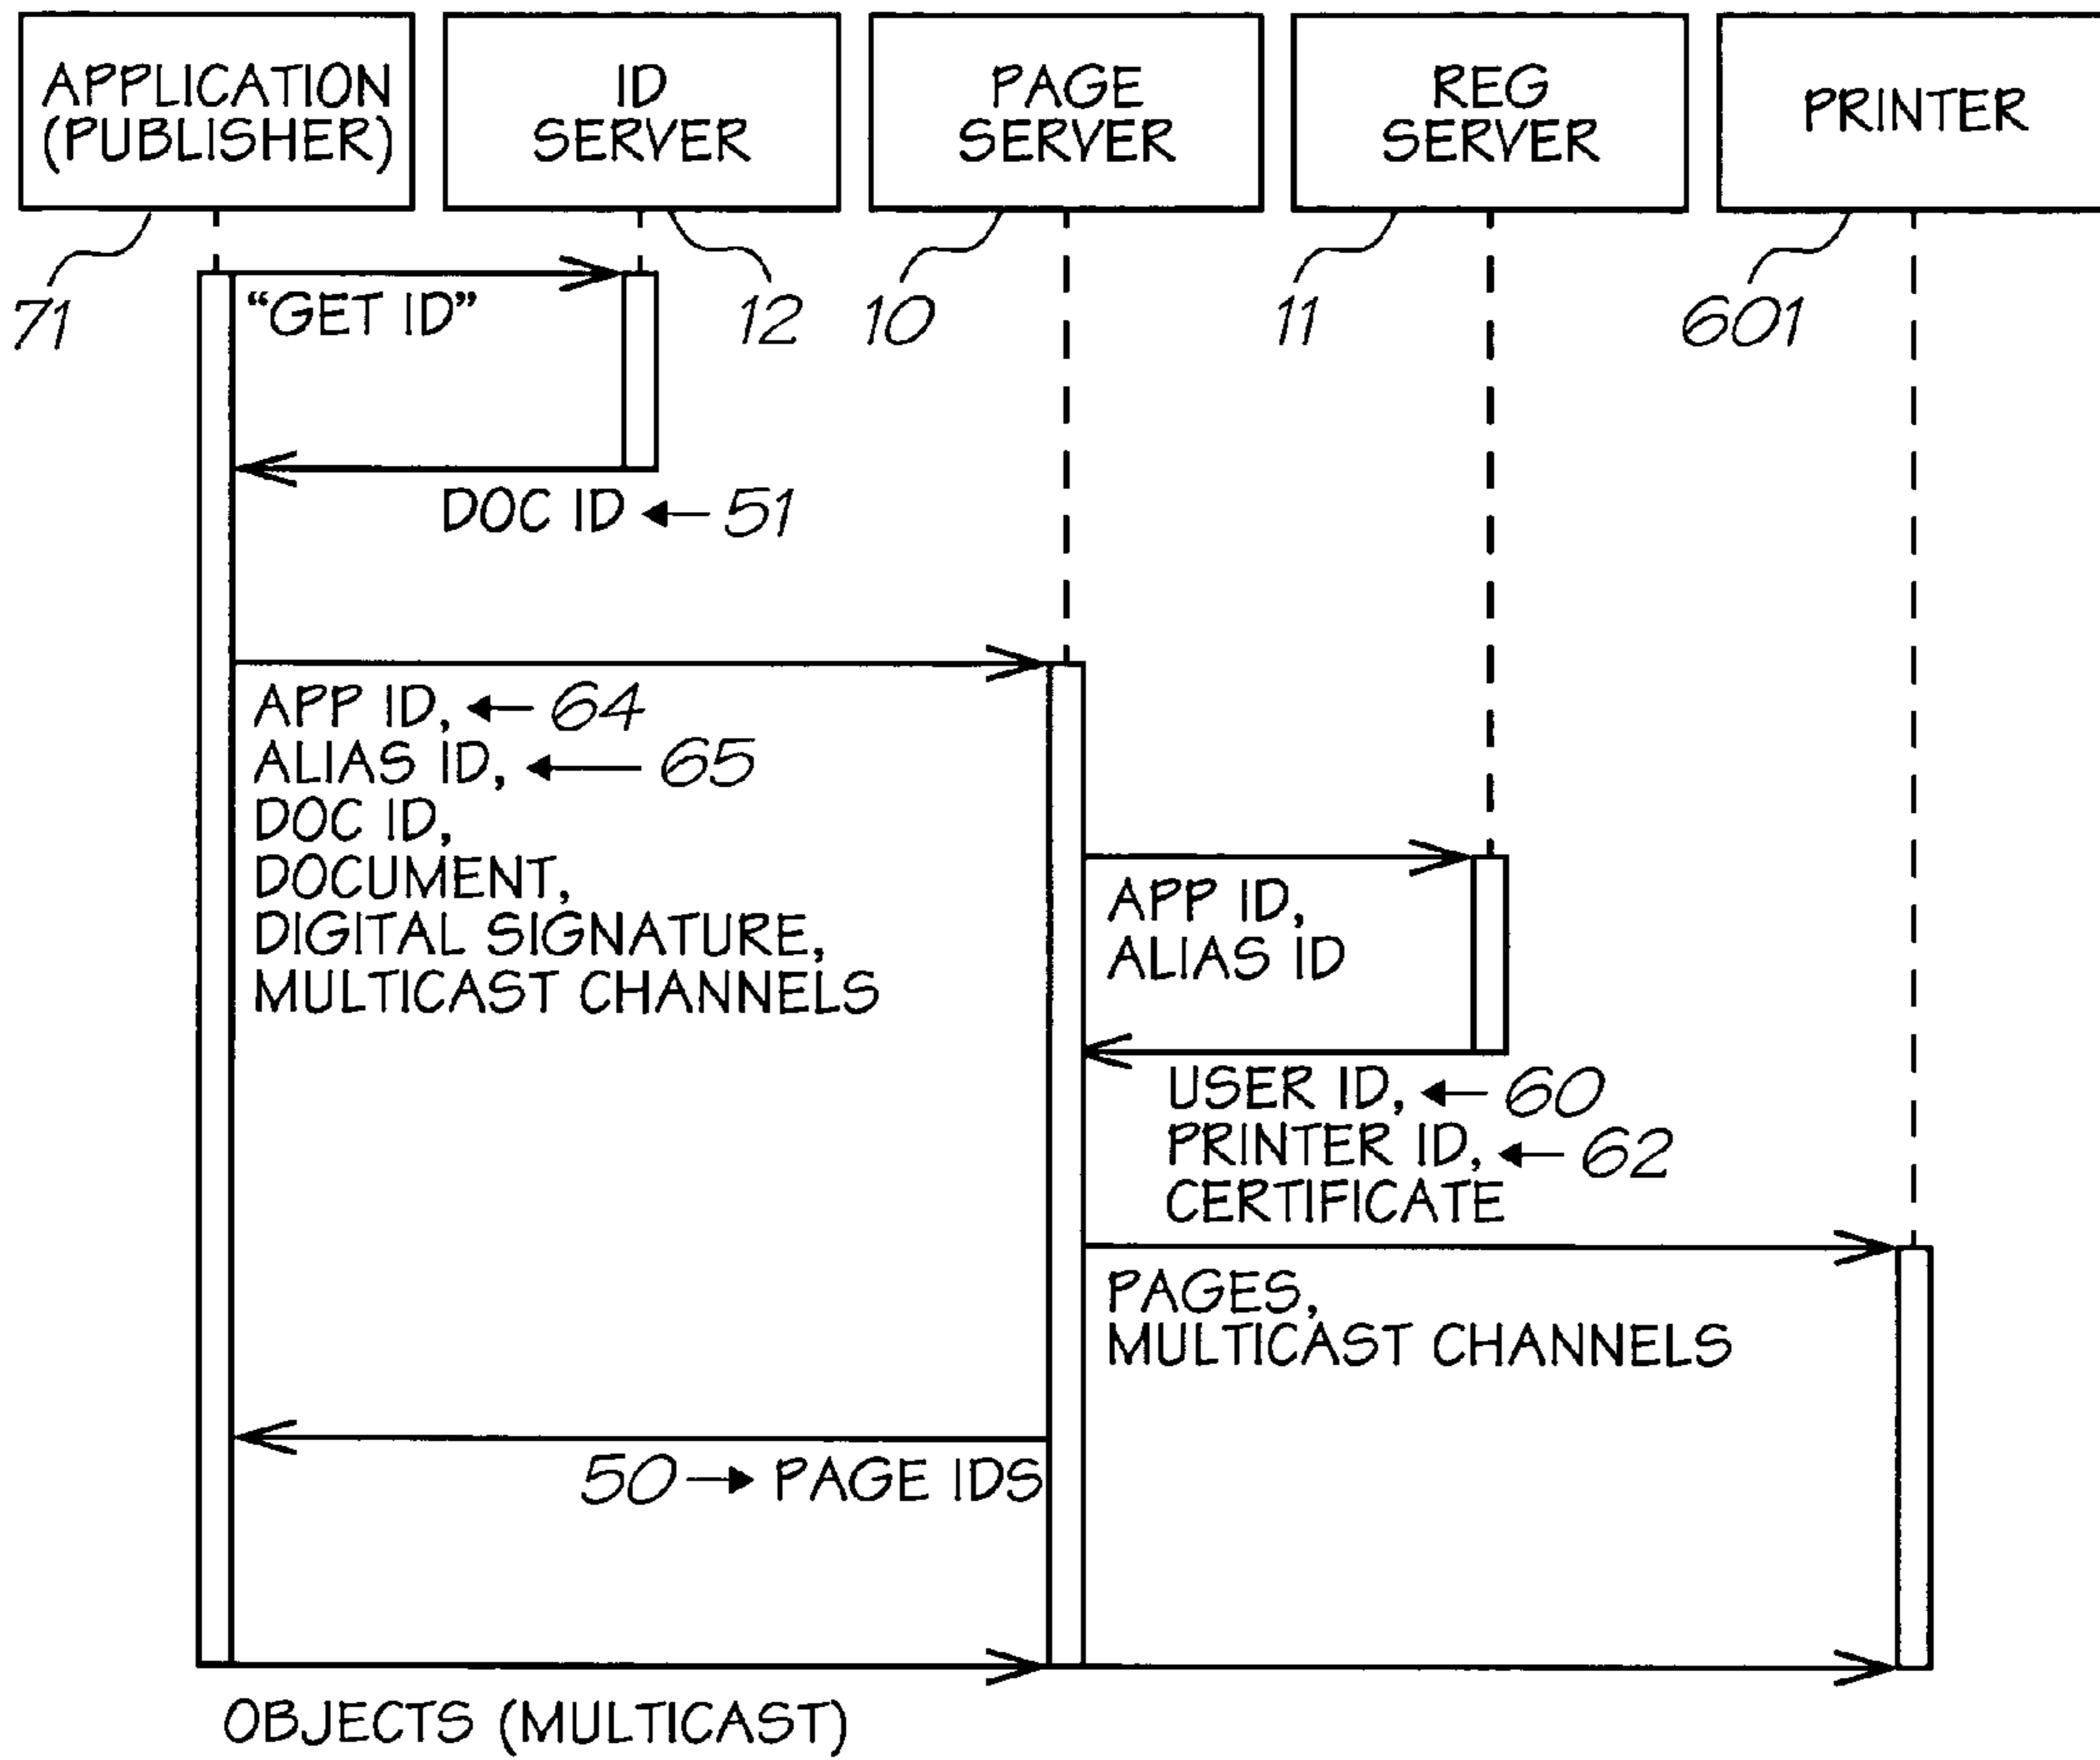 APPLICATION
(PUBLISHER)
ID
SERVER
PAGE
SERVER
REG
SERVER
PRINTER
71
12
10
11
601
“GET ID”
DOC ID 51
APP ID, 64
ALIAS ID, 65
DOC ID,
DOCUMENT,
DIGITAL SIGNATURE,
MULTICAST CHANNELS
APP ID,
ALIAS ID
USER ID, 60
PRINTER ID, 62
CERTIFICATE
PAGES,
MULTICAST CHANNELS
50 PAGE IDS
OBJECTS (MULTICAST)